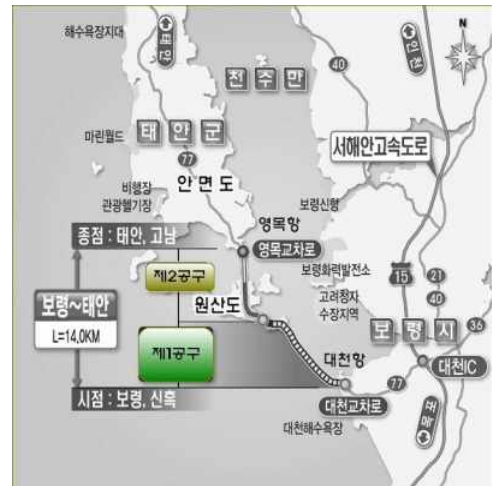 해수욕장지대
태안
천수만
인천
N
40
마린월드
태안군
서해안고속도로
77
안면도
비행장
관광헬기장
보령신항
영목항
종점 : 태안, 고남
영목교차로
보령화력발전소
15
21
제2공구
고려청자
수장지역
40
원산도
36
보령~태안
L=14.0KM
보령시
제1공구
대천항
대천IC
77
시점 : 보령, 신흑
대천교차로
대천해수욕장